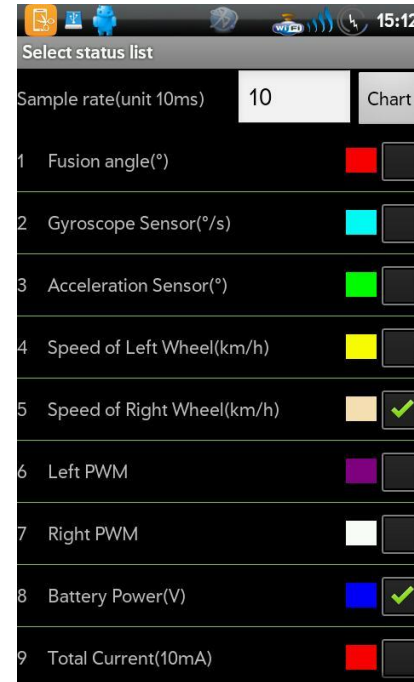 WiFi 15:12
Select status list
Sample rate(unit 10ms) 10 Chart
1 Fusion angle(°)
2 Gyroscope Sensor(°/s)
3 Acceleration Sensor(°)
4 Speed of Left Wheel(km/h)
5 Speed of Right Wheel(km/h)
6 Left PWM
7 Right PWM
8 Battery Power(V)
9 Total Current(10mA)